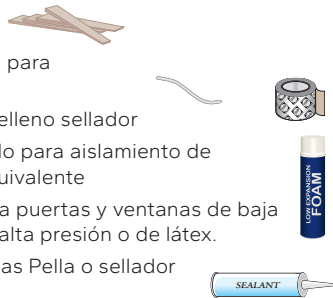 para
elleno sellador
do para aislamiento de
uivalente
a puertas y ventanas de baja
alta presión o de látex.
as Pella o sellador
LOW EXPANSION
FOAM
SEALANT